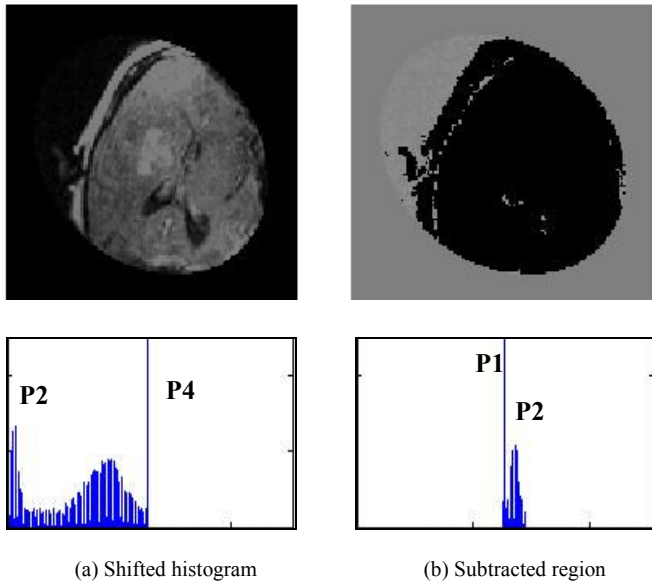 P2
P4
P1
P2
(a) Shifted histogram
(b) Subtracted region